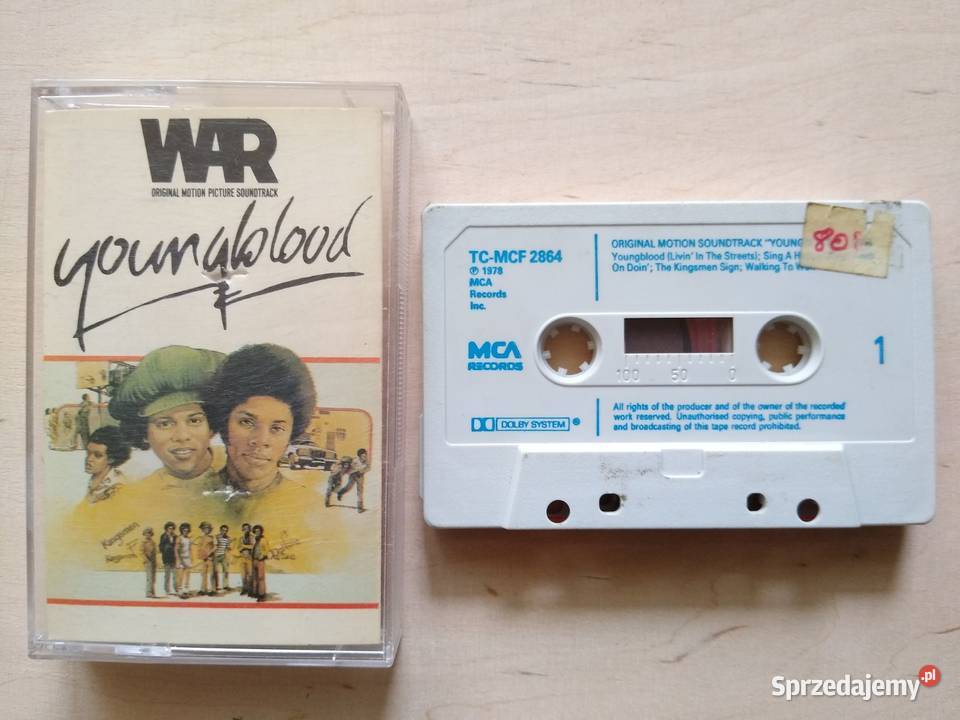 WAR
ORIGINAL MOTION PICTURE SOUNDTRACK
youngblood
Kingsmen
TC-MCF 2864
Ⓟ 1978
MCA
Records
Inc.
ORIGINAL MOTION SOUNDTRACK "YOUNG
Youngblood (Livin' In The Streets); Sing A H
On Doin'; The Kingsmen Sign; Walking To W
80
MCA
RECORDS
100 50 0
1
DOLBY SYSTEM ®
All rights of the producer and of the owner of the recorded
work reserved. Unauthorised copying, public performance
and broadcasting of this tape record prohibited.
Sprzedajemy.pl